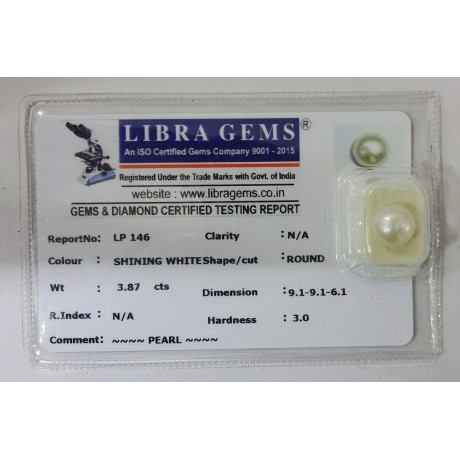 LIBRA GEMS ®
An ISO Certified Gems Company 9001 - 2015
Registered Under the Trade Marks with Govt. of India
website : www.libragems.co.in
GEMS & DIAMOND CERTIFIED TESTING REPORT
ReportNo: LP 146 Clarity : N/A
Colour : SHINING WHITE Shape/cut : ROUND
Wt : 3.87 cts Dimension : 9.1-9.1-6.1
R.Index : N/A Hardness : 3.0
Comment: ~~~~ PEARL ~~~~